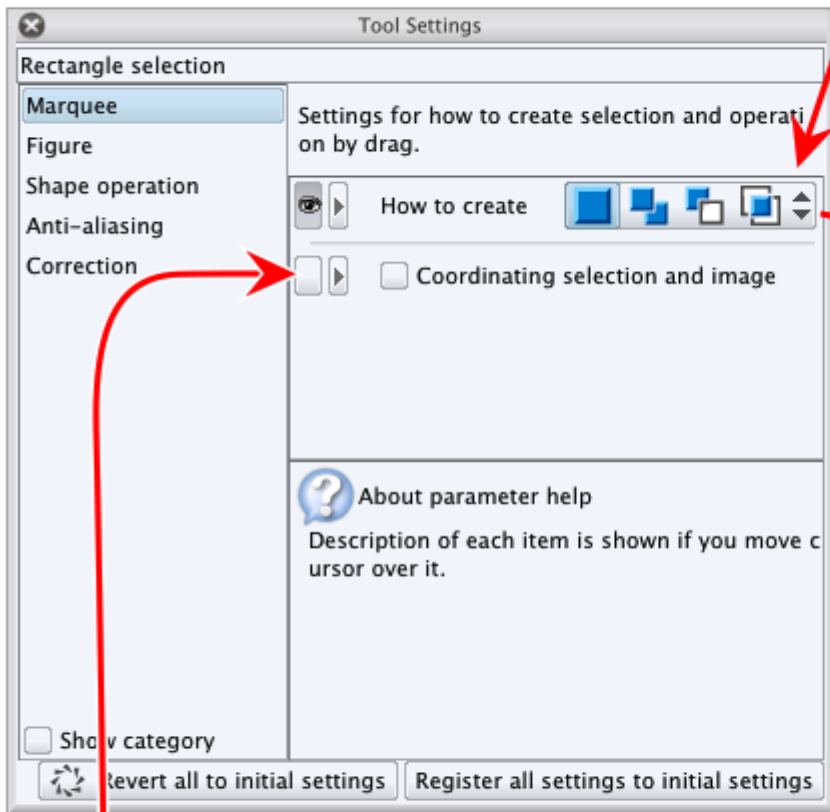 Tool Settings
Rectangle selection
Marquee
Figure
Shape operation
Anti-aliasing
Correction
Settings for how to create selection and operati
on by drag.
How to create
Coordinating selection and image
About parameter help
Description of each item is shown if you move c
ursor over it.
Show category
Revert all to initial settings
Register all settings to initial settings